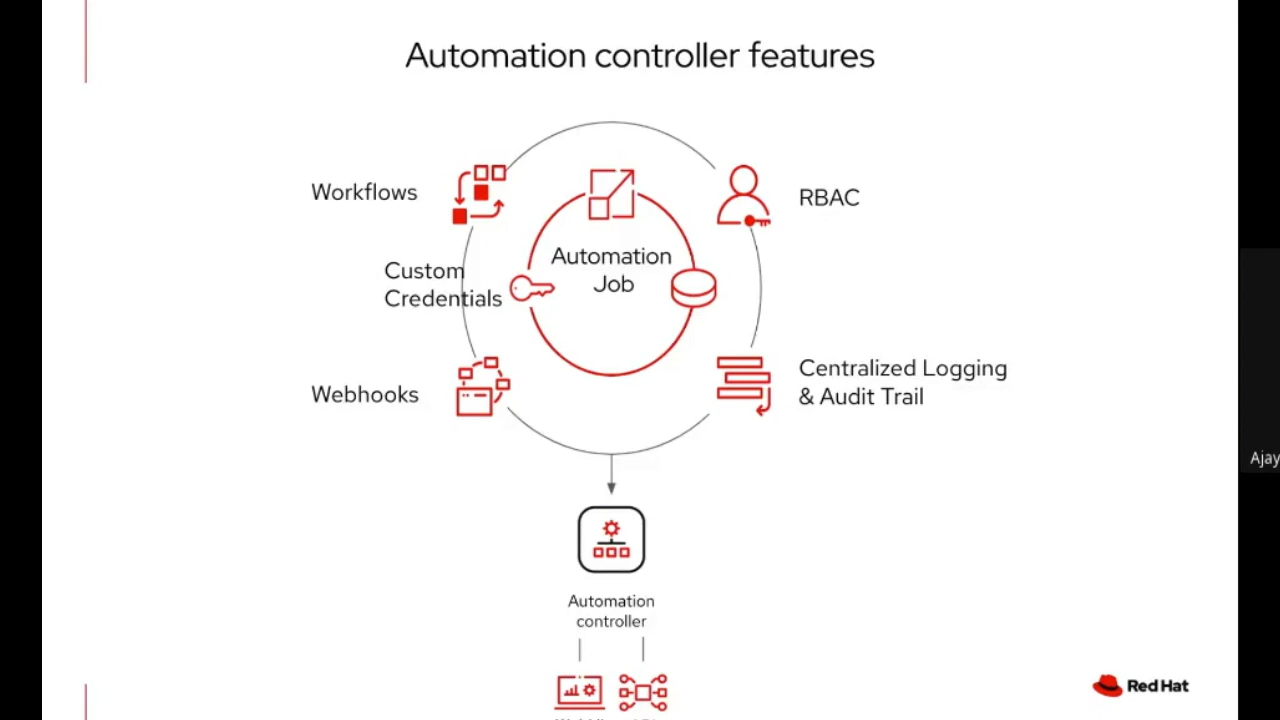 Automation controller features
Workflows
RBAC
Automation
Job
Custom
Credentials
Centralized Logging
& Audit Trail
Webhooks
Automation
controller
Red Hat
Ajay